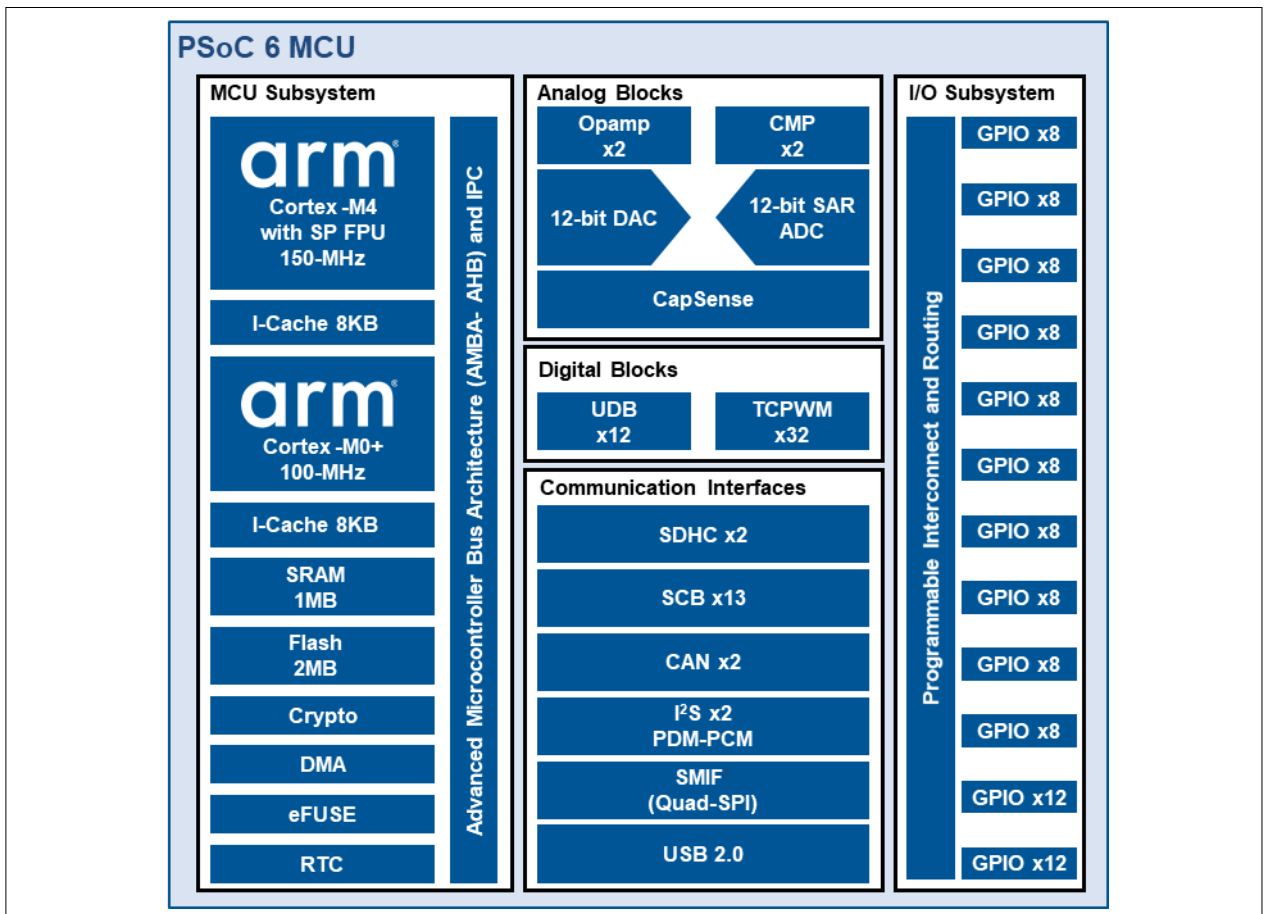 PSoC 6 MCU
MCU Subsystem
arm®
Cortex -M4
with SP FPU
150-MHz
I-Cache 8KB
arm®
Cortex -M0+
100-MHz
I-Cache 8KB
SRAM
1MB
Flash
2MB
Crypto
DMA
eFUSE
RTC
Advanced Microcontroller Bus Architecture (AMBA- AHB) and IPC
Analog Blocks
Opamp
x2
CMP
x2
12-bit DAC
12-bit SAR
ADC
CapSense
Digital Blocks
UDB
x12
TCPWM
x32
Communication Interfaces
SDHC x2
SCB x13
CAN x2
I²S x2
PDM-PCM
SMIF
(Quad-SPI)
USB 2.0
I/O Subsystem
Programmable Interconnect and Routing
GPIO x8
GPIO x8
GPIO x8
GPIO x8
GPIO x8
GPIO x8
GPIO x8
GPIO x8
GPIO x8
GPIO x8
GPIO x12
GPIO x12